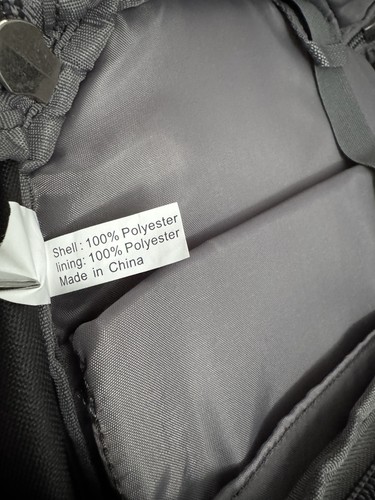 Shell : 100% Polyester
lining: 100% Polyester
Made in China